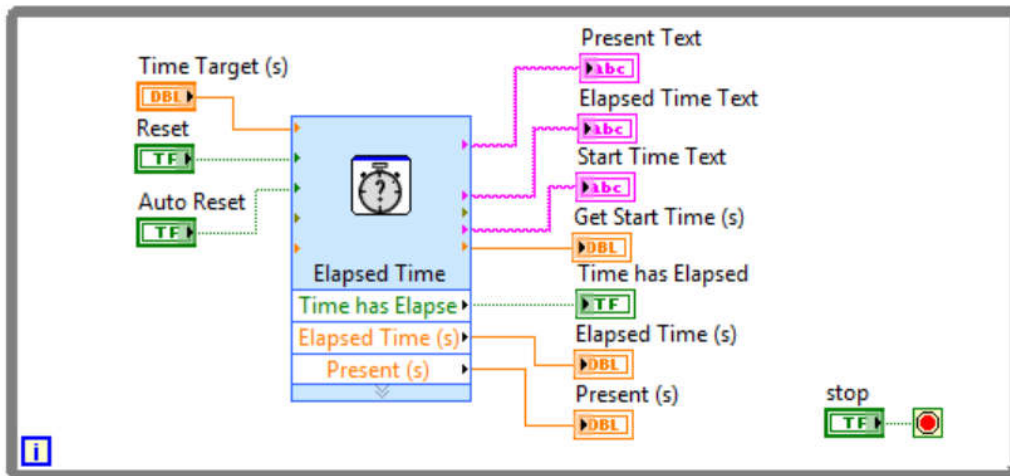 Present Text
abc
Time Target (s)
DBL
Elapsed Time Text
abc
Reset
TF
Start Time Text
abc
Auto Reset
TF
?
Get Start Time (s)
DBL
Elapsed Time
Time has Elapsed
TF
Time has Elapse
Elapsed Time (s)
Elapsed Time (s)
DBL
Present (s)
Present (s)
DBL
stop
TF
i